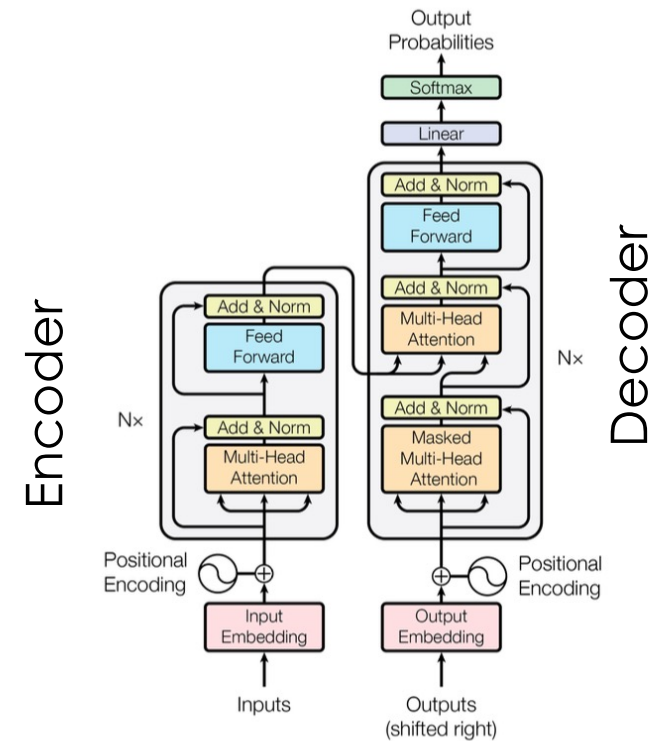 Output
Probabilities
Softmax
Linear
Add & Norm
Feed
Forward
Add & Norm
Multi-Head
Attention
Add & Norm
Masked
Multi-Head
Attention
Nx
Decoder
Positional
Encoding
Output
Embedding
Outputs
(shifted right)
Encoder
Nx
Add & Norm
Feed
Forward
Add & Norm
Multi-Head
Attention
Positional
Encoding
Input
Embedding
Inputs